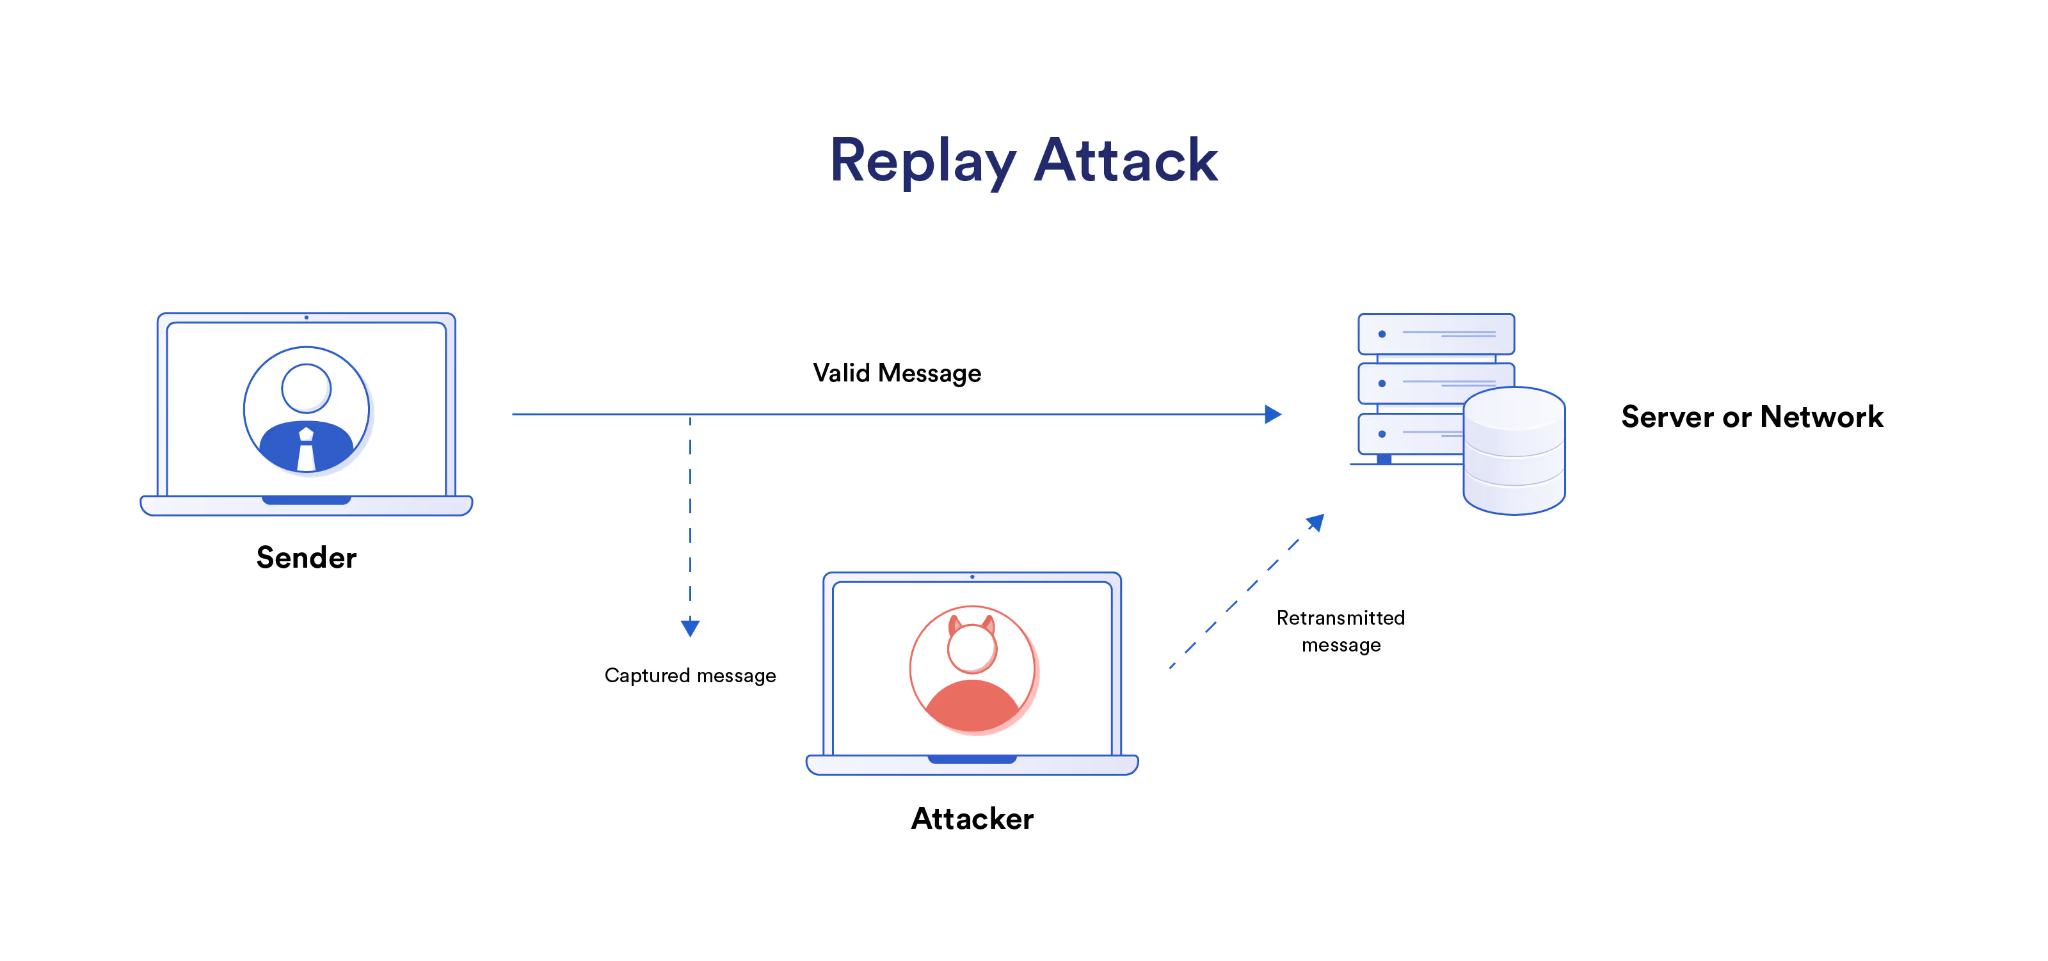 Replay Attack
Valid Message
Server or Network
Sender
Retransmitted
message
Captured message
Attacker